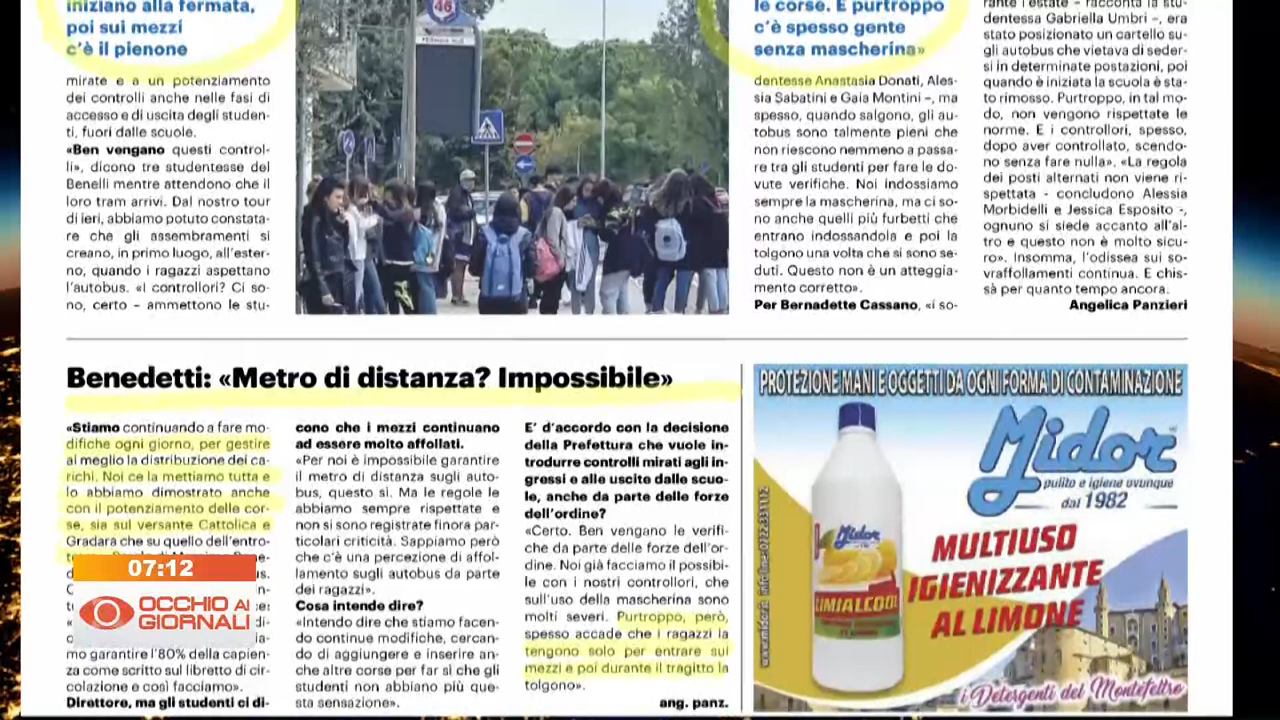 iniziano alla fermata,
poi sui mezzi
c'è il pienone
mirate e a un potenziamento
dei controlli anche nelle fasi di
accesso e di uscita degli studen-
ti, fuori dalle scuole.
«Ben vengano questi control-
li», dicono tre studentesse del
Benelli mentre attendono che il
loro tram arrivi. Dal nostro tour
di ieri, abbiamo potuto constata-
re che gli assembramenti si
creano, in primo luogo, all'ester-
no, quando i ragazzi aspettano
l'autobus. «I controllori? Ci so-
no, certo – ammettono le stu-
46
le corse. E purtroppo
c'è spesso gente
senza mascherina»
dentesse Anastasia Donati, Ales-
sia Sabatini e Gaia Montini –, ma
spesso, quando salgono, gli au-
tobus sono talmente pieni che
non riescono nemmeno a passa-
re tra gli studenti per fare le do-
vute verifiche. Noi indossiamo
sempre la mascherina, ma ci so-
no anche quelli più furbetti che
entrano indossandola e poi la
tolgono una volta che si sono se-
duti. Questo non è un atteggia-
mento corretto».
Per Bernadette Cassano, «i so-
rante l'estate – racconta la stu-
dentessa Gabriella Umbri –, era
stato posizionato un cartello su-
gli autobus che vietava di seder-
si in determinate postazioni, poi
quando è iniziata la scuola è sta-
to rimosso. Purtroppo, in tal mo-
do, non vengono rispettate le
norme. E i controllori, spesso,
dopo aver controllato, scendo-
no senza fare nulla». «La regola
dei posti alternati non viene ri-
spettata - concludono Alessia
Morbidelli e Jessica Esposito -,
ognuno si siede accanto all'al-
tro e questo non è molto sicu-
ro». Insomma, l'odissea sui so-
vraffollamenti continua. E chis-
sà per quanto tempo ancora.
Angelica Panzieri
Benedetti: «Metro di distanza? Impossibile»
«Stiamo continuando a fare mo-
difiche ogni giorno, per gestire
al meglio la distribuzione dei ca-
richi. Noi ce la mettiamo tutta e
lo abbiamo dimostrato anche
con il potenziamento delle cor-
se, sia sul versante Cattolica e
Gradara che su quello dell'entro-
07:12
OCCHIO AI
GIORNALI
mo garantire l'80% della capien-
za come scritto sul libretto di cir-
colazione e così facciamo».
Direttore, ma gli studenti ci di-
cono che i mezzi continuano
ad essere molto affollati.
«Per noi è impossibile garantire
il metro di distanza sugli auto-
bus, questo sì. Ma le regole le
abbiamo sempre rispettate e
non si sono registrate finora par-
ticolari criticità. Sappiamo però
che c'è una percezione di affol-
lamento sugli autobus da parte
dei ragazzi».
Cosa intende dire?
«Intendo dire che stiamo facen-
do continue modifiche, cercan-
do di aggiungere e inserire an-
che altre corse per far sì che gli
studenti non abbiano più que-
sta sensazione».
E' d'accordo con la decisione
della Prefettura che vuole in-
trodurre controlli mirati agli in-
gressi e alle uscite dalle scuo-
le, anche da parte delle forze
dell'ordine?
«Certo. Ben vengano le verifi-
che da parte delle forze dell'or-
dine. Noi già facciamo il possibi-
le con i nostri controllori, che
sull'uso della mascherina sono
molti severi. Purtroppo, però,
spesso accade che i ragazzi la
tengono solo per entrare sui
mezzi e poi durante il tragitto la
tolgono».
ang. panz.
PROTEZIONE MANI E OGGETTI DA OGNI FORMA DI CONTAMINAZIONE
Midor
pulito e igiene ovunque
dal 1982
MULTIUSO
IGIENIZZANTE
AL LIMONE
Midor
LIMIALCOOL
i Detergenti del Montefeltro